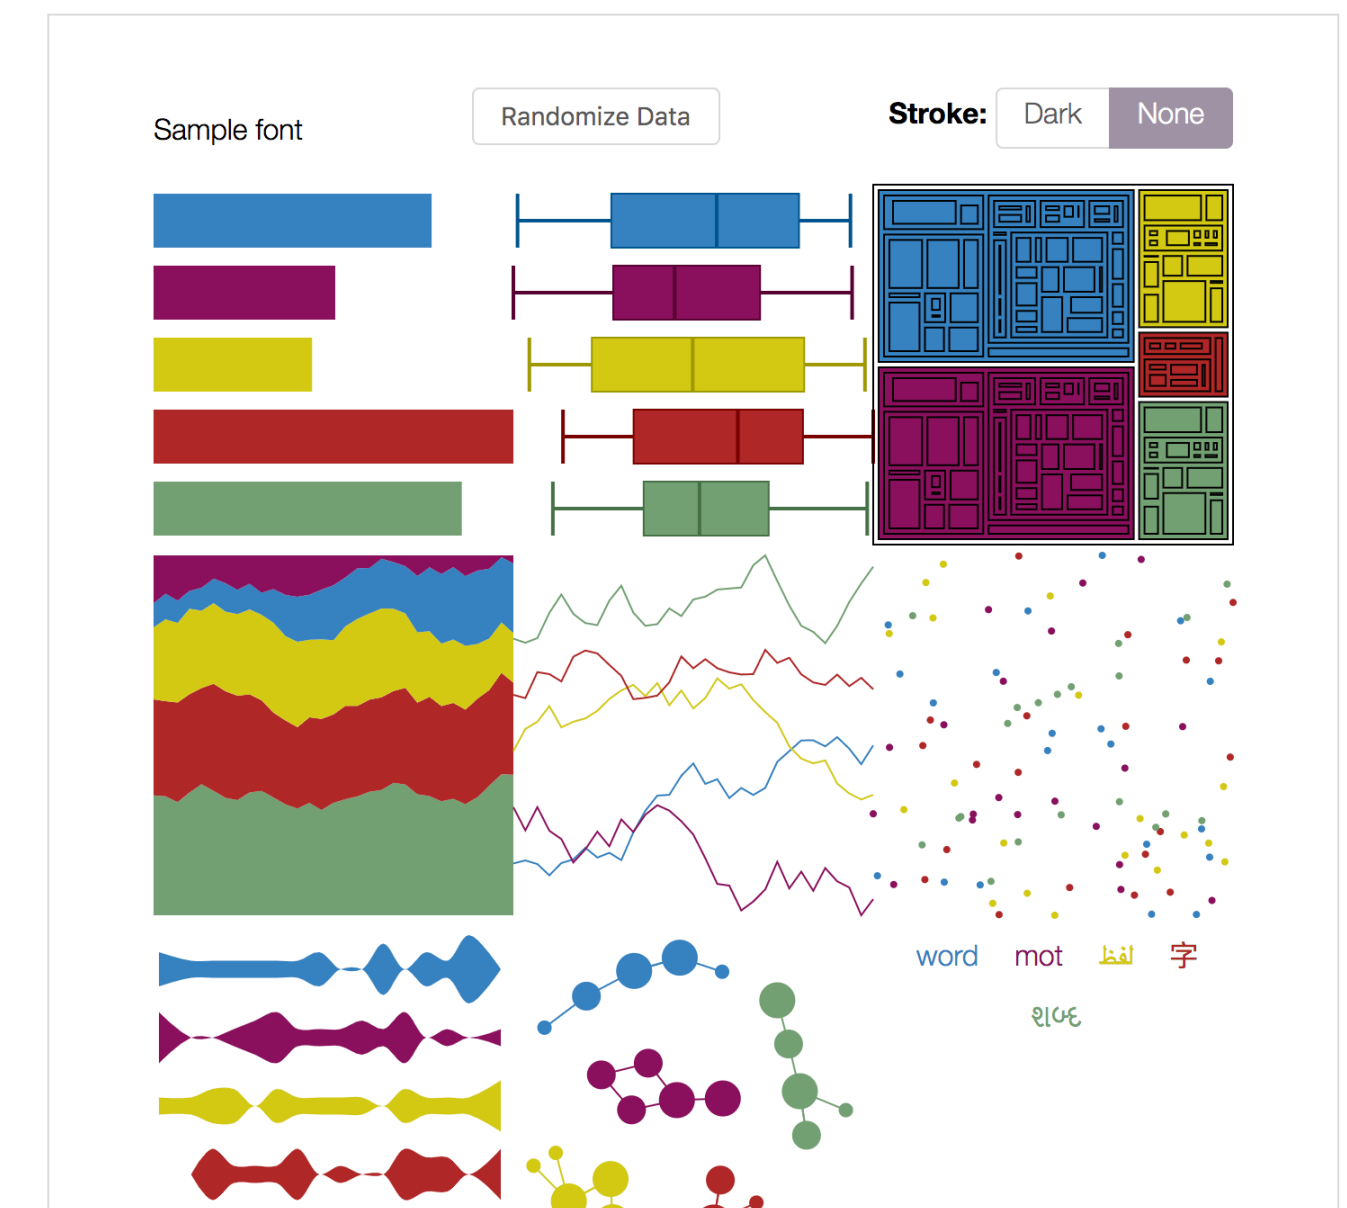 Sample font
Randomize Data
Stroke: Dark None
word mot لفظ 字
શબ્દ